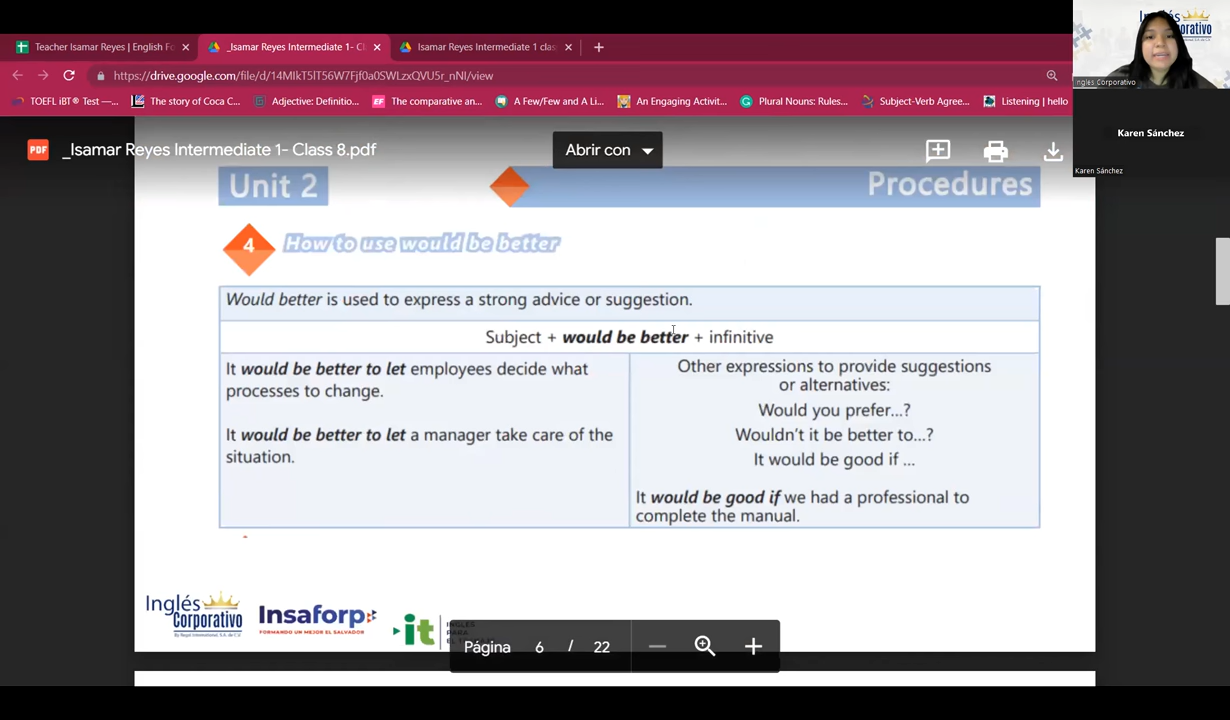 Teacher Isamar Reyes | English Fo
_Isamar Reyes Intermediate 1- Cl
Isamar Reyes Intermediate 1 clas
https://drive.google.com/file/d/14MIkT5lT56W7Fjf0a0SWLzxQVU5r_nNI/view
TOEFL iBT® Test —...
The story of Coca C...
Adjective: Definitio...
EF The comparative an...
A Few/Few and A Li...
An Engaging Activit...
Plural Nouns: Rules...
Subject-Verb Agree...
Listening | hello
Inglés Corporativo
Karen Sánchez
Karen Sánchez
PDF _Isamar Reyes Intermediate 1- Class 8.pdf
Abrir con
Unit 2
Procedures
4 How to use would be better
Would better is used to express a strong advice or suggestion.
Subject + would be better + infinitive
It would be better to let employees decide what
processes to change.
It would be better to let a manager take care of the
situation.
Other expressions to provide suggestions
or alternatives:
Would you prefer...?
Wouldn't it be better to...?
It would be good if ...
It would be good if we had a professional to
complete the manual.
Inglés
Corporativo
Insaforp
FORMANDO UN MEJOR EL SALVADOR
it
Página 6 / 22